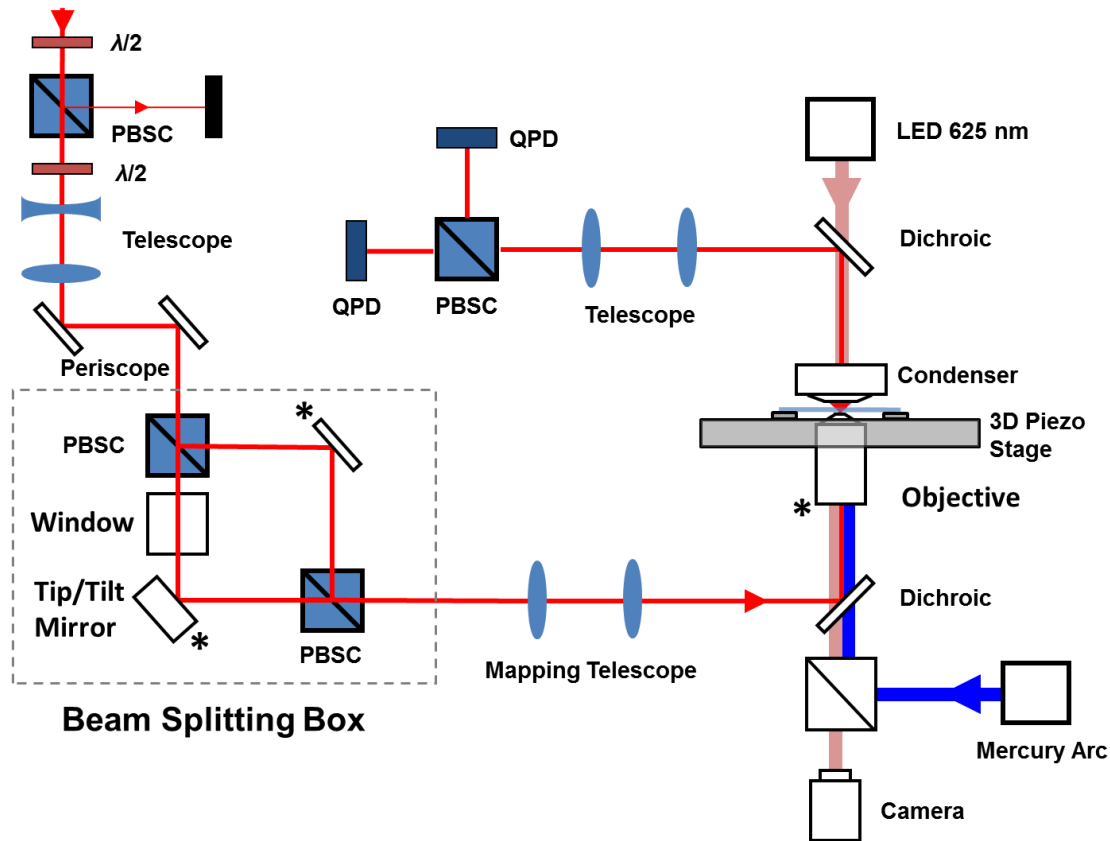 λ/2
PBSC
λ/2
Telescope
Periscope
QPD
QPD
PBSC
Telescope
LED 625 nm
Dichroic
Condenser
3D Piezo
Stage
Objective
*
Dichroic
PBSC
*
Window
Tip/Tilt
Mirror
*
PBSC
Beam Splitting Box
Mapping Telescope
Mercury Arc
Camera